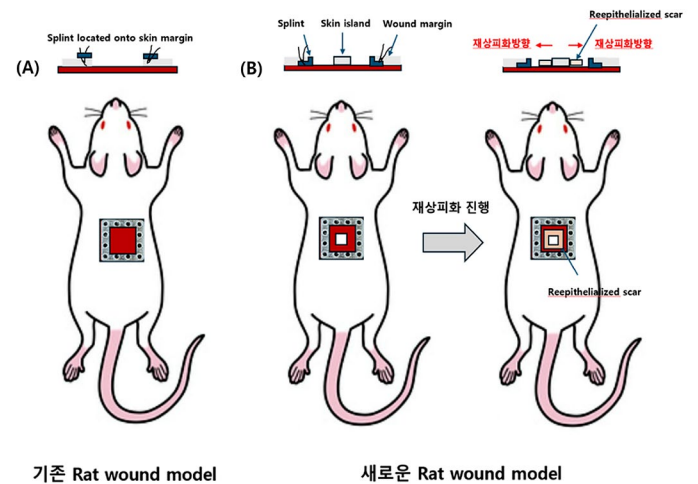 Splint located onto skin margin
(A)
(B)
Splint
Skin island
Wound margin
Reepithelialized scar
재상피화방향
재상피화방향
재상피화 진행
Reepithelialized scar
기존 Rat wound model
새로운 Rat wound model